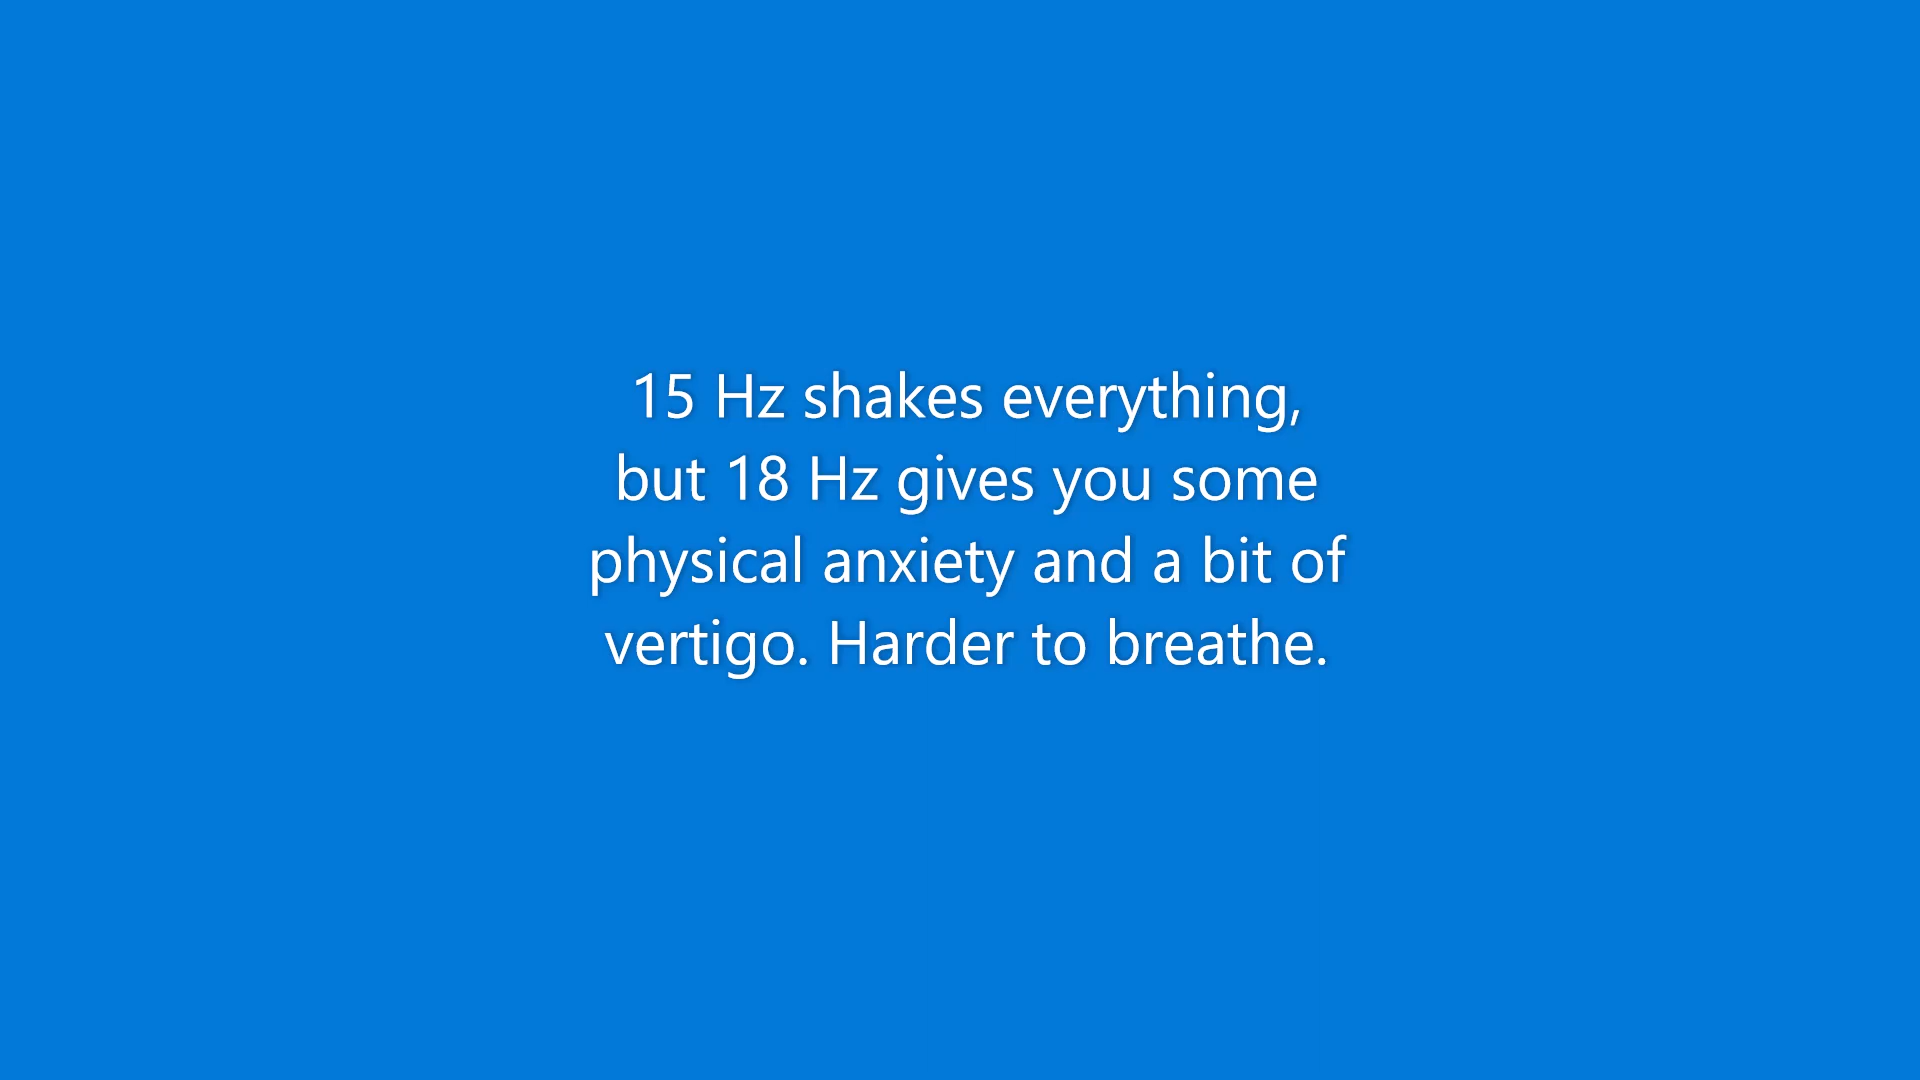 15 Hz shakes everything,
but 18 Hz gives you some
physical anxiety and a bit of
vertigo. Harder to breathe.